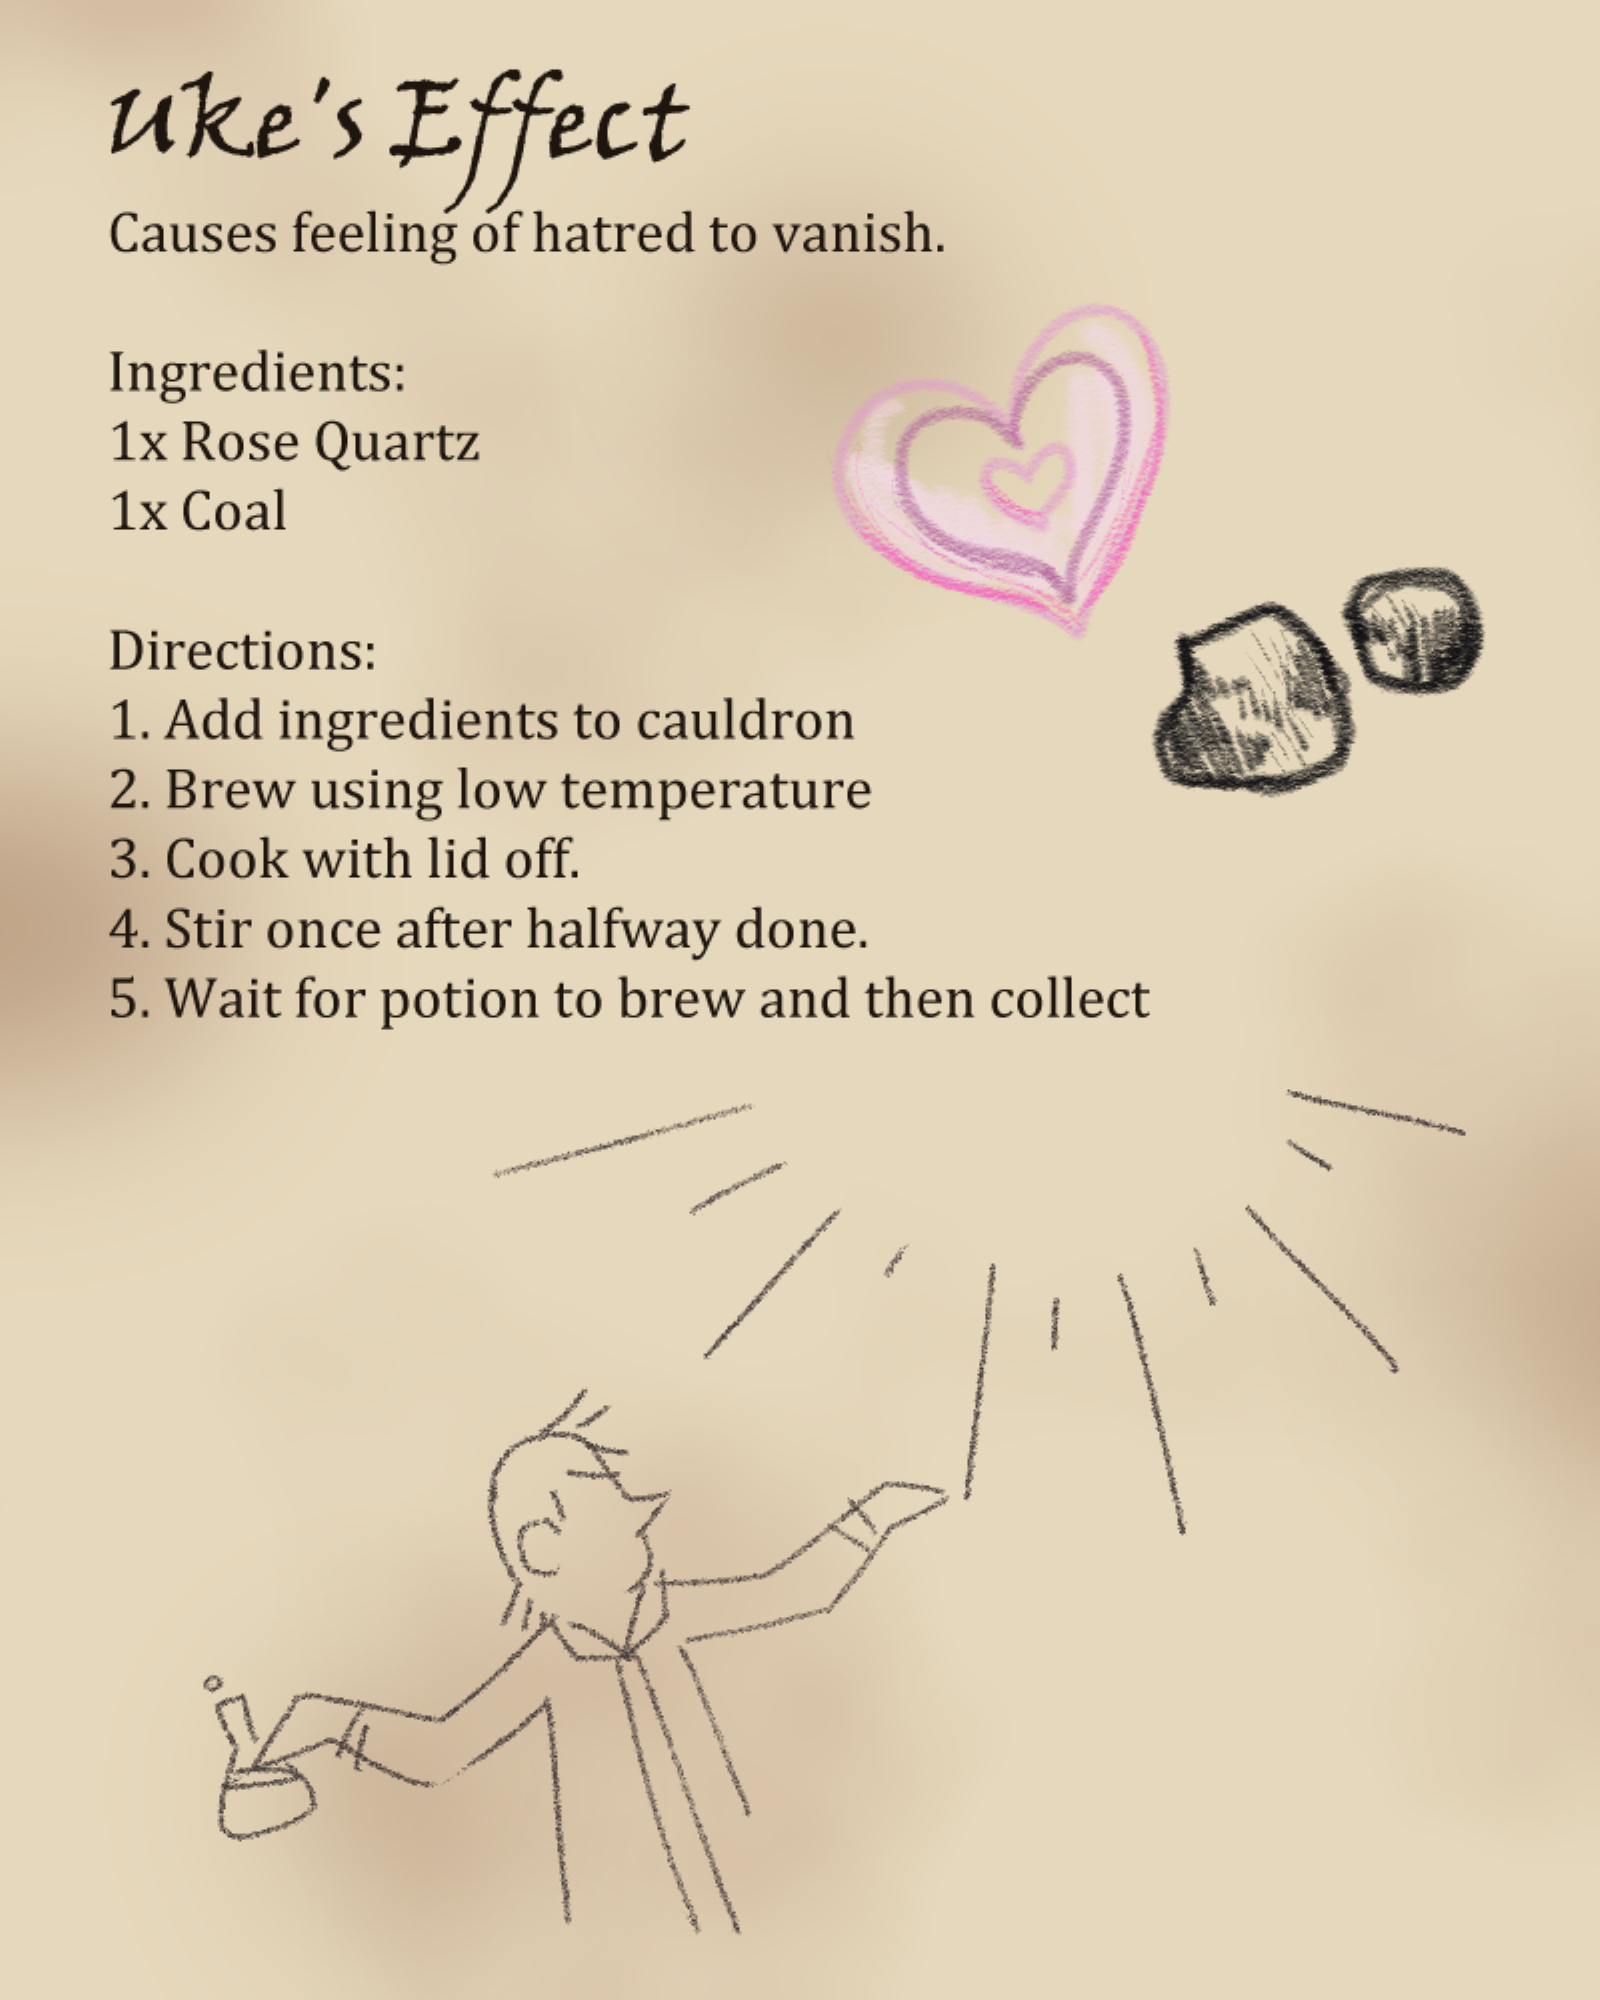 Uke's Effect
Causes feeling of hatred to vanish.
Ingredients:
1x Rose Quartz
1x Coal
Directions:
1. Add ingredients to cauldron
2. Brew using low temperature
3. Cook with lid off.
4. Stir once after halfway done.
5. Wait for potion to brew and then collect